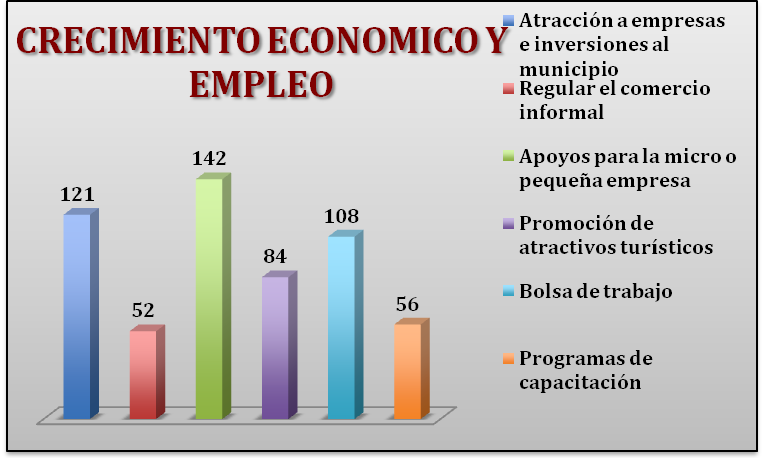 CRECIMIENTO ECONOMICO Y
EMPLEO
121
52
142
84
108
56
Atracción a empresas
e inversiones al
municipio
Regular el comercio
informal
Apoyos para la micro o
pequeña empresa
Promoción de
atractivos turísticos
Bolsa de trabajo
Programas de
capacitación